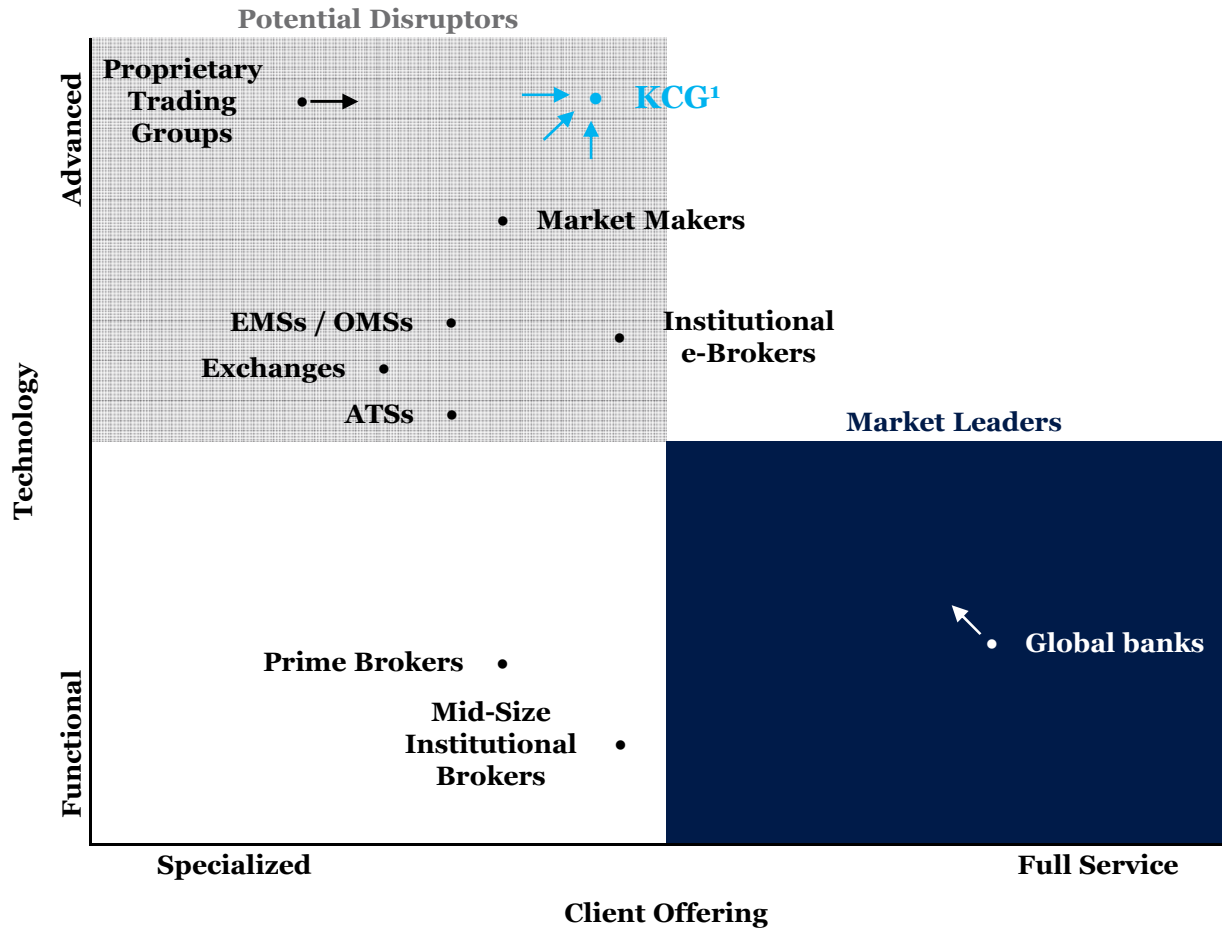 Potential Disruptors
Proprietary
Trading
Groups
KCG¹
Advanced
Market Makers
EMSs / OMSs
Institutional
e-Brokers
Exchanges
ATSs
Technology
Market Leaders
Global banks
Prime Brokers
Mid-Size
Institutional
Brokers
Functional
Specialized
Full Service
Client Offering